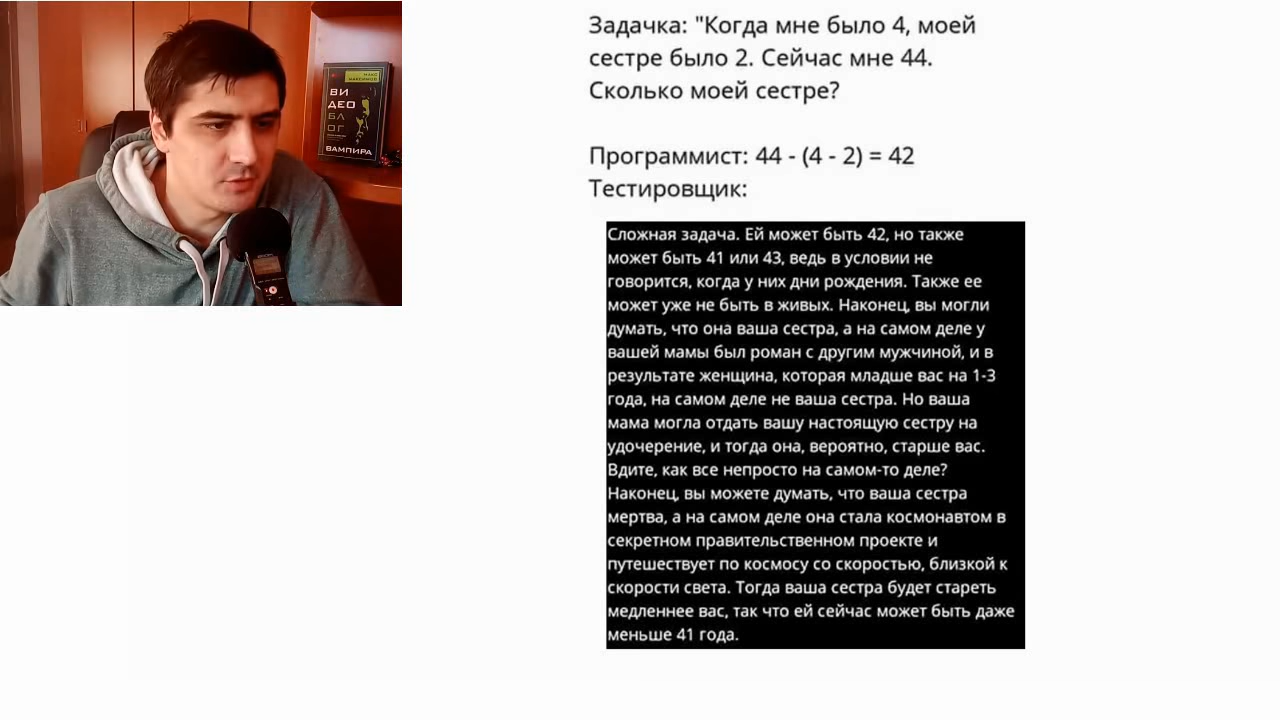 МАКС
МАКСИМОВ
ВИ
ДЕО
БЛ
ОГ
ВАМПИРА
Задачка: "Когда мне было 4, моей
сестре было 2. Сейчас мне 44.
Сколько моей сестре?
Программист: 44 - (4 - 2) = 42
Тестировщик:
Сложная задача. Ей может быть 42, но также
может быть 41 или 43, ведь в условии не
говорится, когда у них дни рождения. Также ее
может уже не быть в живых. Наконец, вы могли
думать, что она ваша сестра, а на самом деле у
вашей мамы был роман с другим мужчиной, и в
результате женщина, которая младше вас на 1-3
года, на самом деле не ваша сестра. Но ваша
мама могла отдать вашу настоящую сестру на
удочерение, и тогда она, вероятно, старше вас.
Вдите, как все непросто на самом-то деле?
Наконец, вы можете думать, что ваша сестра
мертва, а на самом деле она стала космонавтом в
секретном правительственном проекте и
путешествует по космосу со скоростью, близкой к
скорости света. Тогда ваша сестра будет стареть
медленнее вас, так что ей сейчас может быть даже
меньше 41 года.